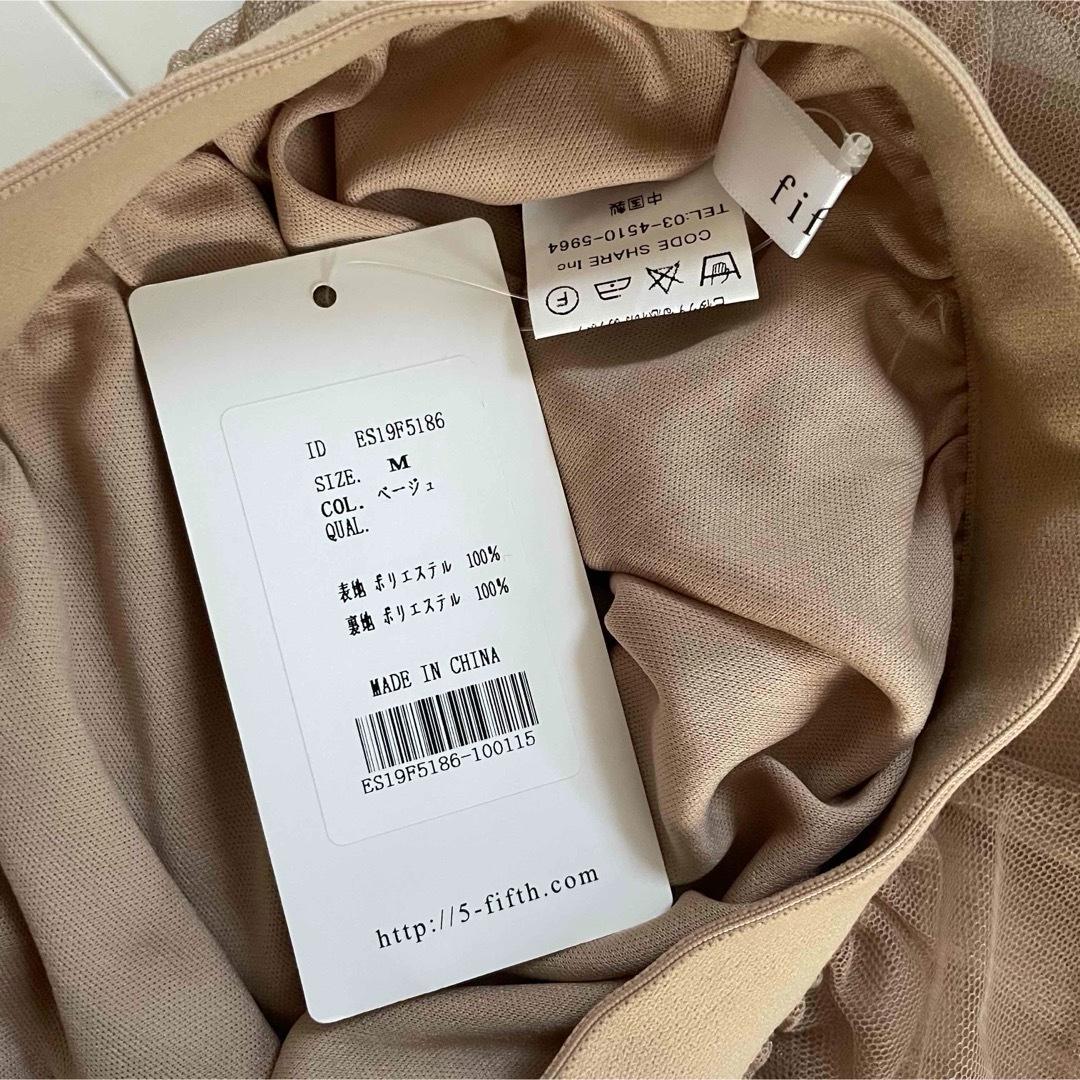 ID ES19F5186
SIZE. M
COL. ベージュ
QUAL.
表地 ポリエステル 100%
裏地 ポリエステル 100%
MADE IN CHINA
ES19F5186-100115
http://5-fifth.com
fif
CODE SHARE Inc
TEL:03-4510-5964
中国製
F